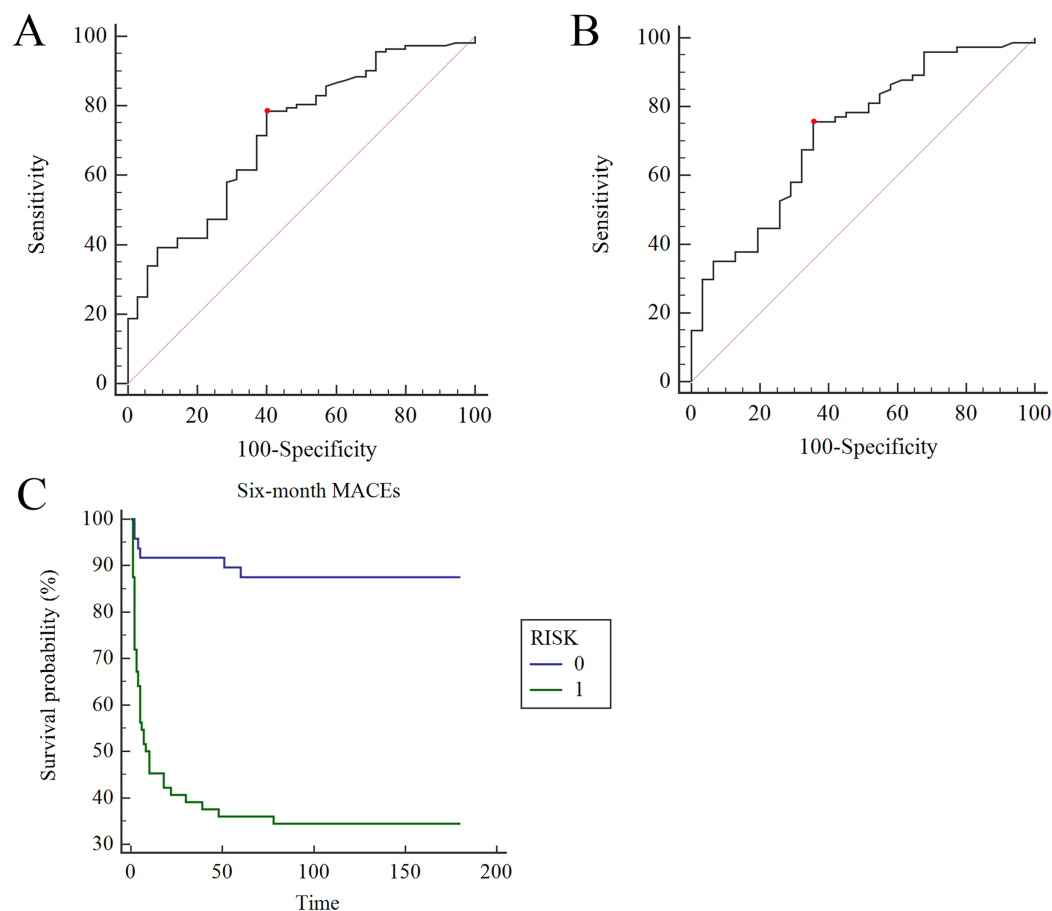 A
Sensitivity
100
80
60
40
20
0
0 20 40 60 80 100
100-Specificity
B
Sensitivity
100
80
60
40
20
0
0 20 40 60 80 100
100-Specificity
C
Six-month MACEs
Survival probability (%)
100
90
80
70
60
50
40
30
0 50 100 150 200
Time
RISK
0
1